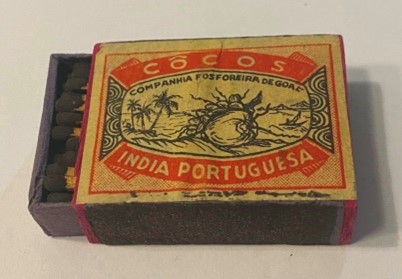 CÔCOS
COMPANHIA FOSFOREIRA DE GOA
INDIA PORTUGUESA